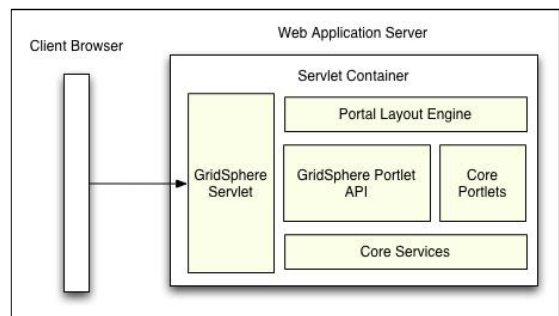 Web Application Server
Client Browser
Servlet Container
Portal Layout Engine
GridSphere
Servlet
GridSphere Portlet
API
Core
Portlets
Core Services